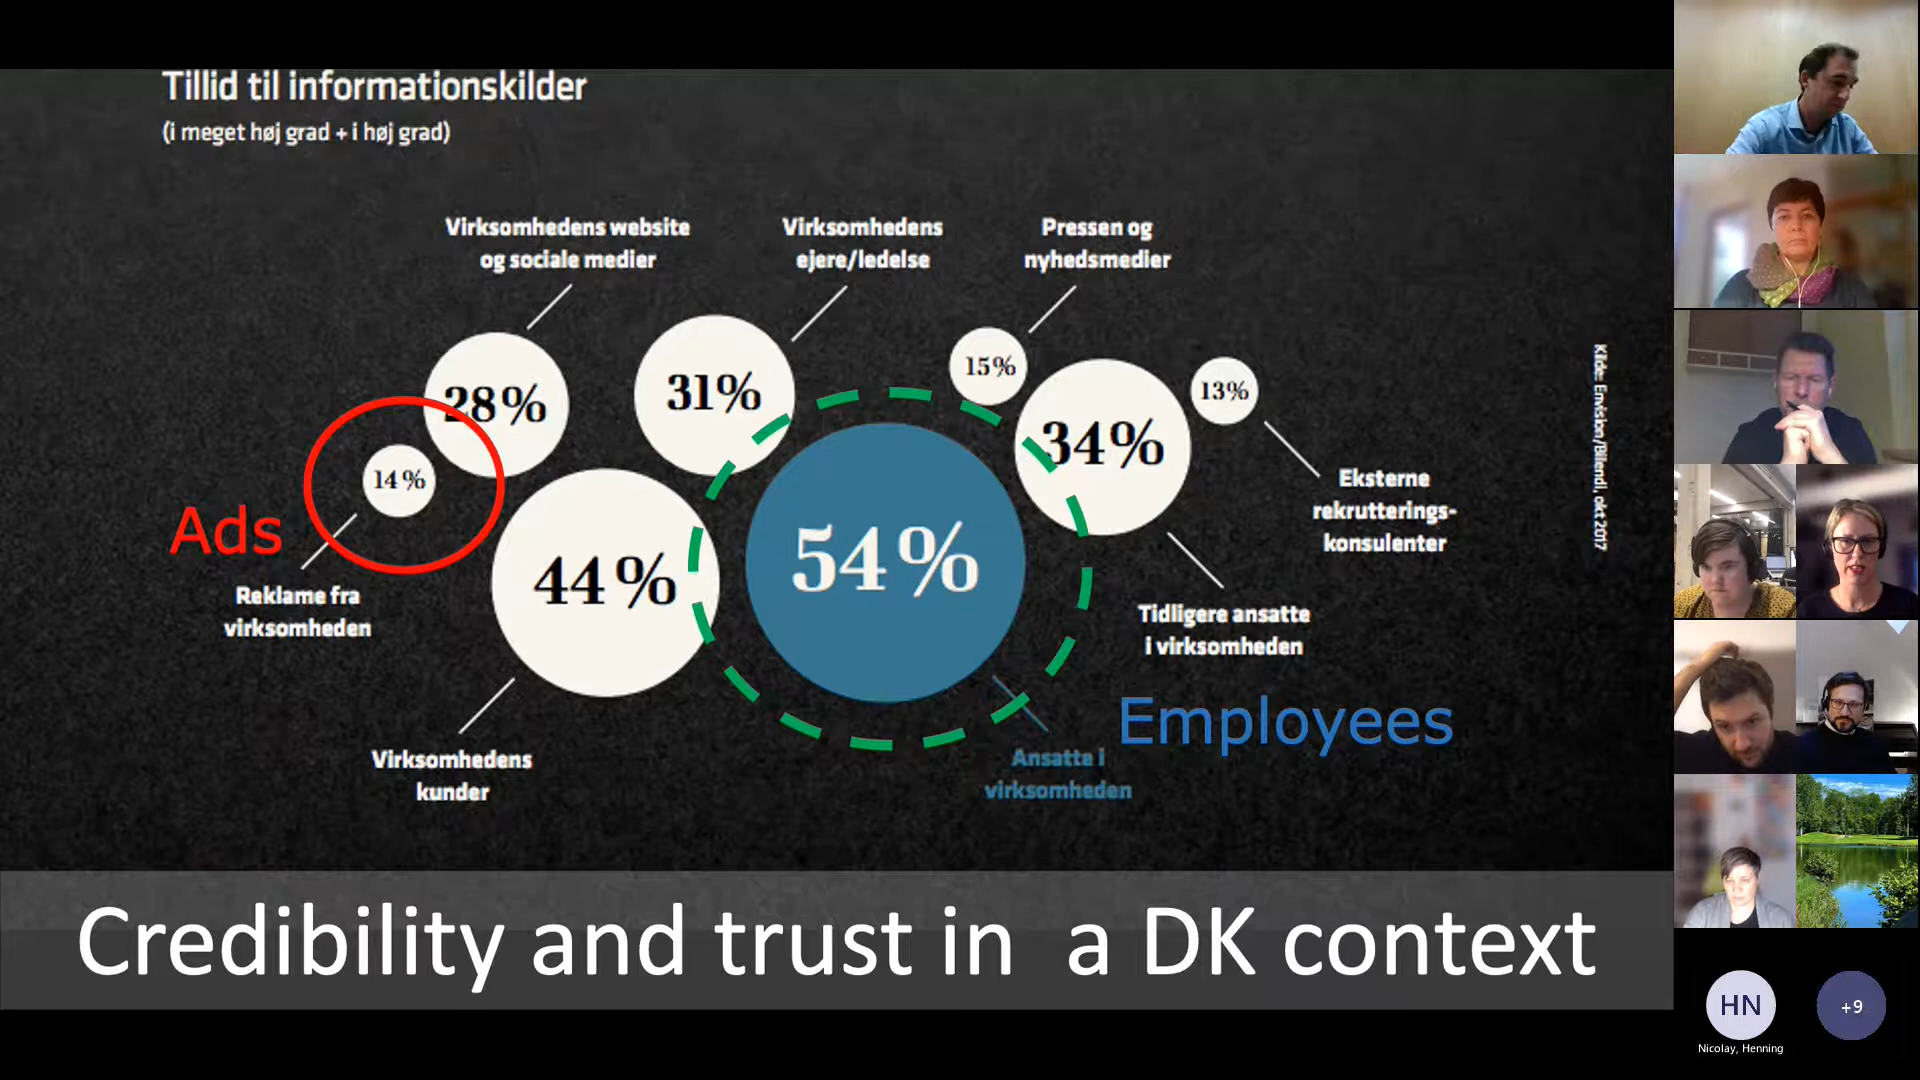 Tillid til informationskilder
(i meget høj grad + i høj grad)
Virksomhedens website
og sociale medier
Virksomhedens
ejere/ledelse
Pressen og
nyhedsmedier
28%
31%
15%
34%
13%
14%
44%
54%
Ads
Reklame fra
virksomheden
Eksterne
rekrutterings-
konsulenter
Tidligere ansatte
i virksomheden
Employees
Virksomhedens
kunder
Ansatte i
virksomheden
Kilde: Envision/Bilendi, okt 2017
Credibility and trust in a DK context
HN
+9
Nicolay, Henning